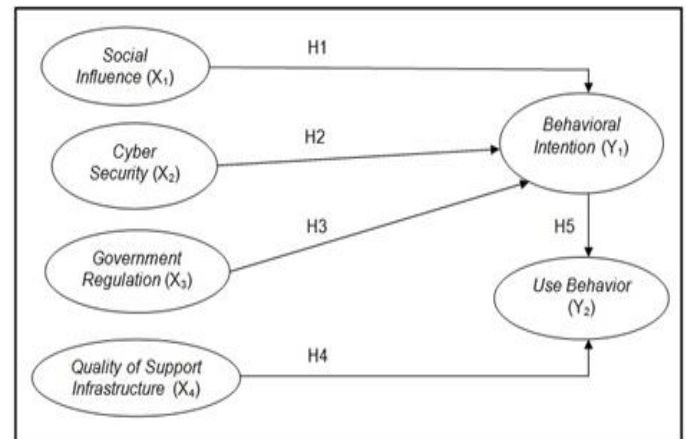 Social
Influence (X₁)
H1
Cyber
Security (X₂)
H2
Behavioral
Intention (Y₁)
Government
Regulation (X₃)
H3
H5
Use Behavior
(Y₂)
Quality of Support
Infrastructure (X₄)
H4